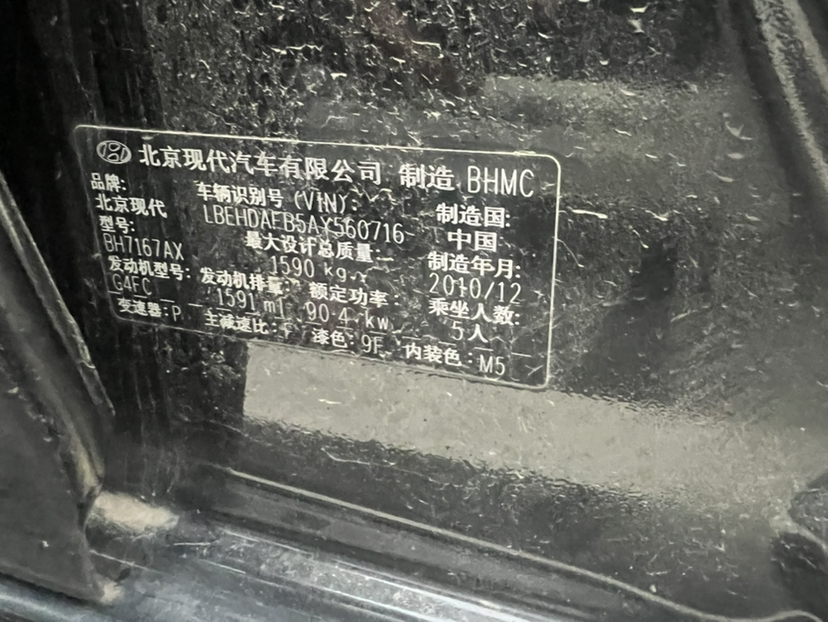 北京现代汽车有限公司 制造 BHMC
品牌: 车辆识别号 (VIN): 制造国:
北京现代 LBEHDAFB5AY560716 中国
型号: 最大设计总质量: 制造年月:
BH7167AX 1590 kg 2010/12
发动机型号: 发动机排量: 额定功率: 乘坐人数:
G4FC 1591 ml 90.4 kw 5人
变速器: P 主减速比: 漆色: 9F 内装色: M5